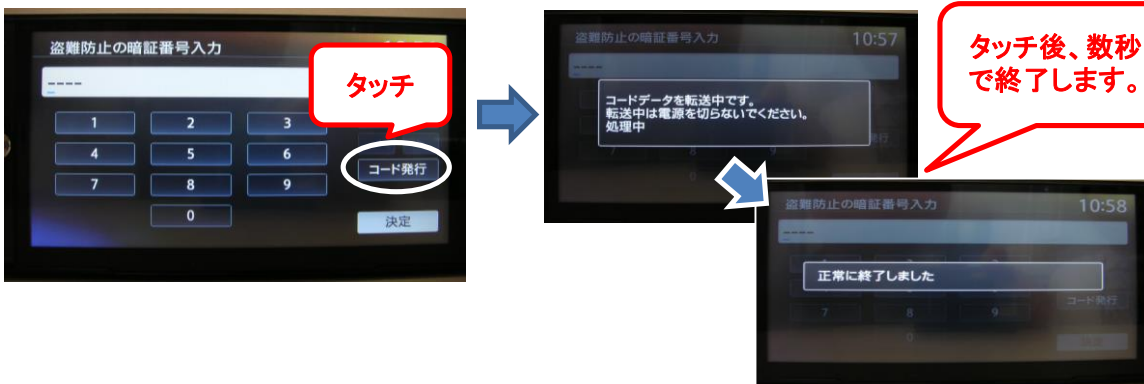 盗難防止の暗証番号入力
----
タッチ
1 2 3
4 5 6
コード発行
7 8 9
0
決定
盗難防止の暗証番号入力 10:57
----
コードデータを転送中です。
転送中は電源を切らないでください。
処理中
7 8 9
0
タッチ後、数秒
で終了します。
盗難防止の暗証番号入力 10:58
----
正常に終了しました
コード発行
7 8 9
0